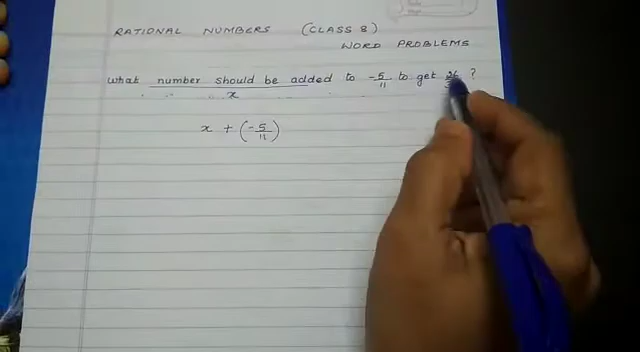 RATIONAL NUMBERS (CLASS 8)
WORD PROBLEMS
what number should be added to -5/11 to get ?
x
x + (-5/11)